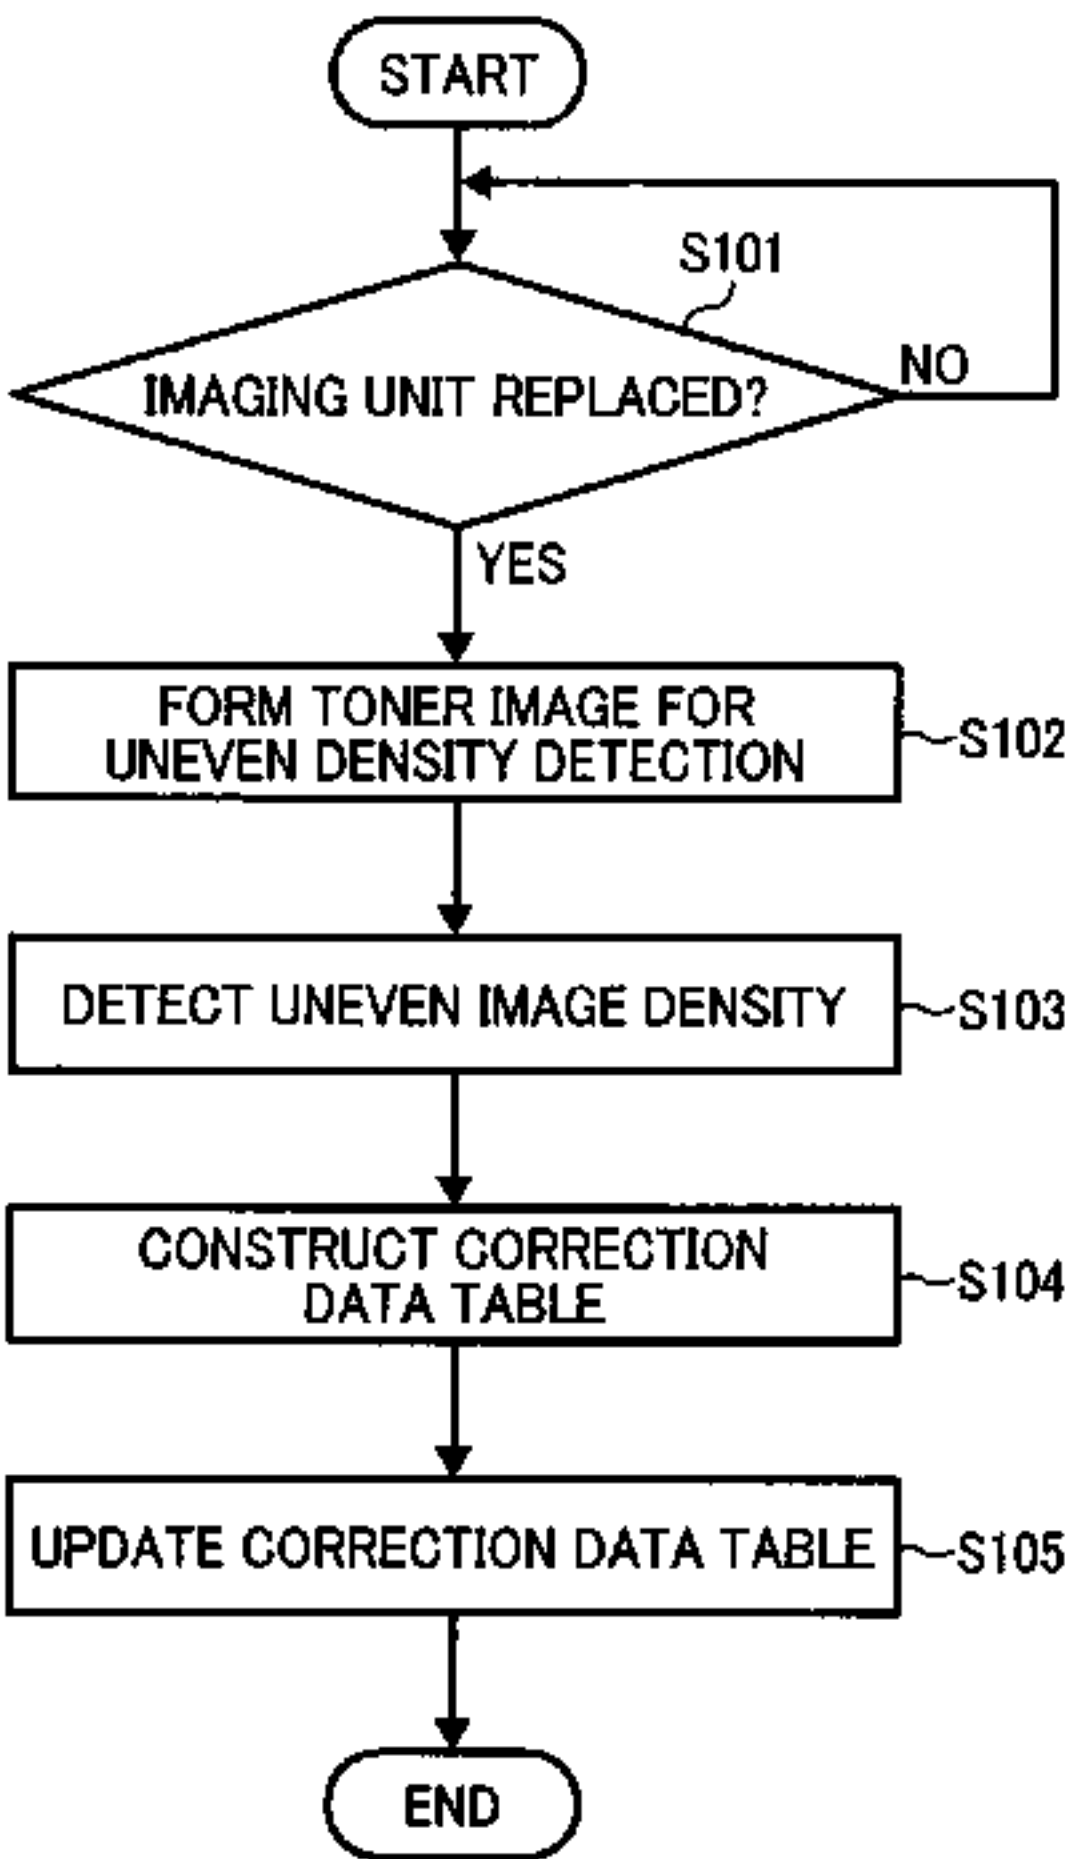 START
S101
IMAGING UNIT REPLACED?
NO
YES
FORM TONER IMAGE FOR
UNEVEN DENSITY DETECTION
S102
DETECT UNEVEN IMAGE DENSITY
S103
CONSTRUCT CORRECTION
DATA TABLE
S104
UPDATE CORRECTION DATA TABLE
S105
END